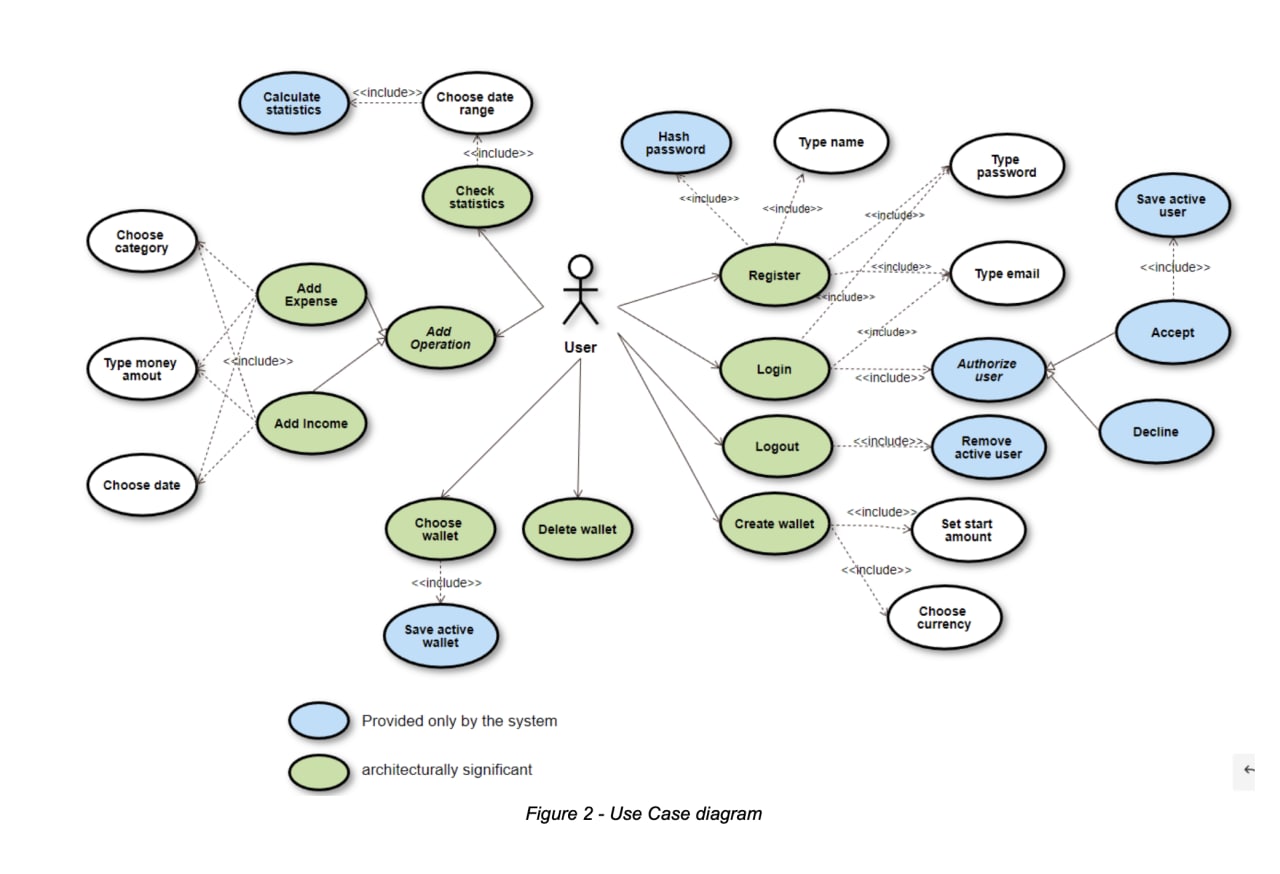 Calculate
statistics
<<include>>
Choose date
range
<<include>>
Check
statistics
Hash
password
Type name
Type
password
Save active
user
<<include>>
<<include>>
<<include>>
<<include>>
Choose
category
Add
Expense
Register
<<include>>
Type email
<<include>>
Add
Operation
User
<<include>>
Accept
Type money
amout
<<include>>
Login
<<include>>
Authorize
user
Add Income
Logout
<<include>>
Remove
active user
Decline
Choose date
Choose
wallet
Delete wallet
Create wallet
<<include>>
Set start
amount
<<include>>
<<include>>
Choose
currency
Save active
wallet
Provided only by the system
architecturally significant
Figure 2 - Use Case diagram